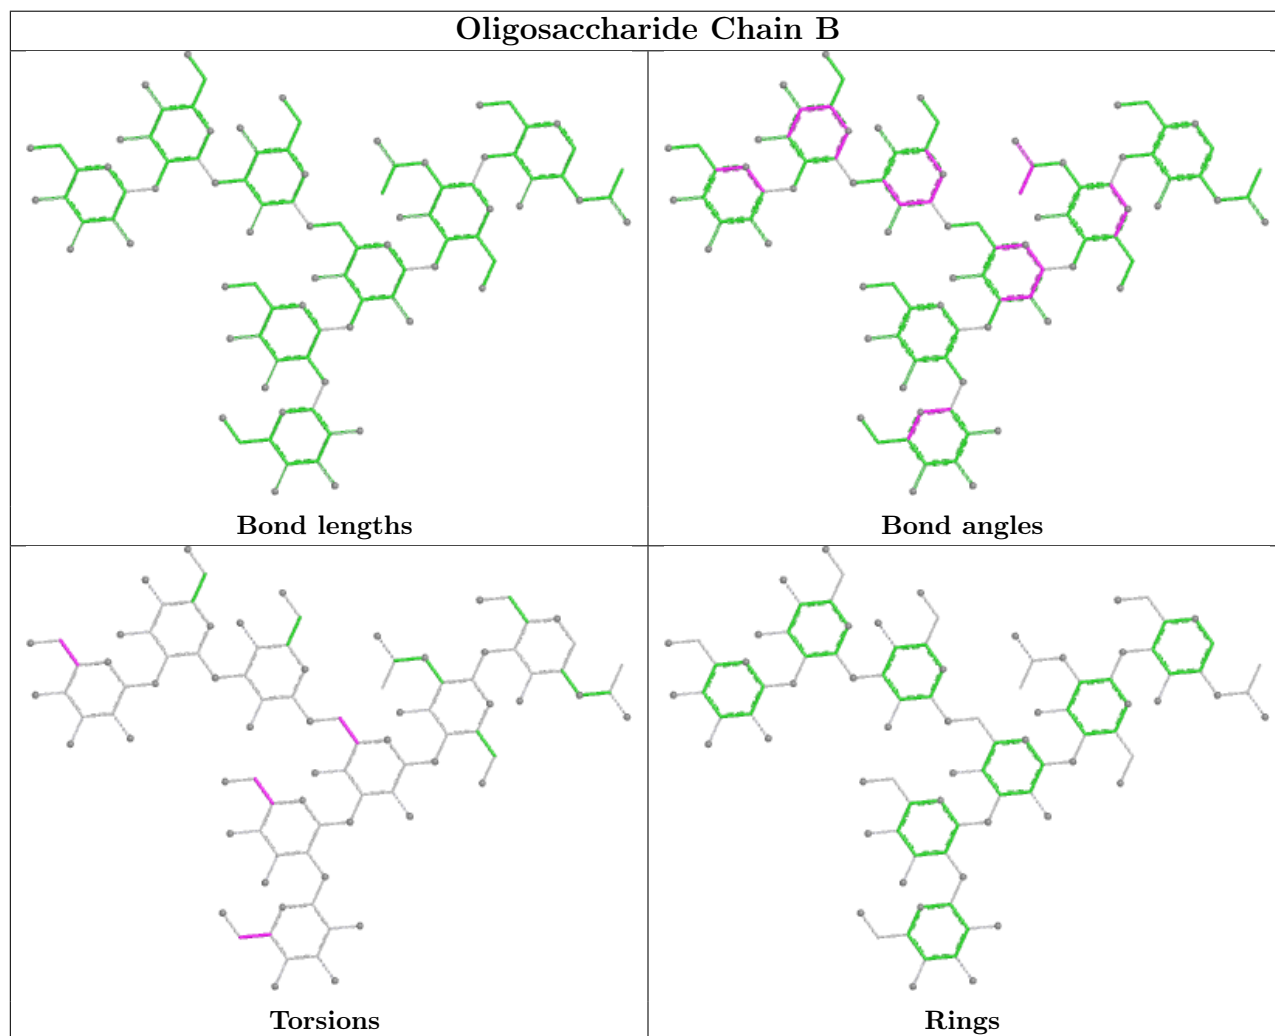 Oligosaccharide Chain B
Bond lengths
Bond angles
Torsions
Rings